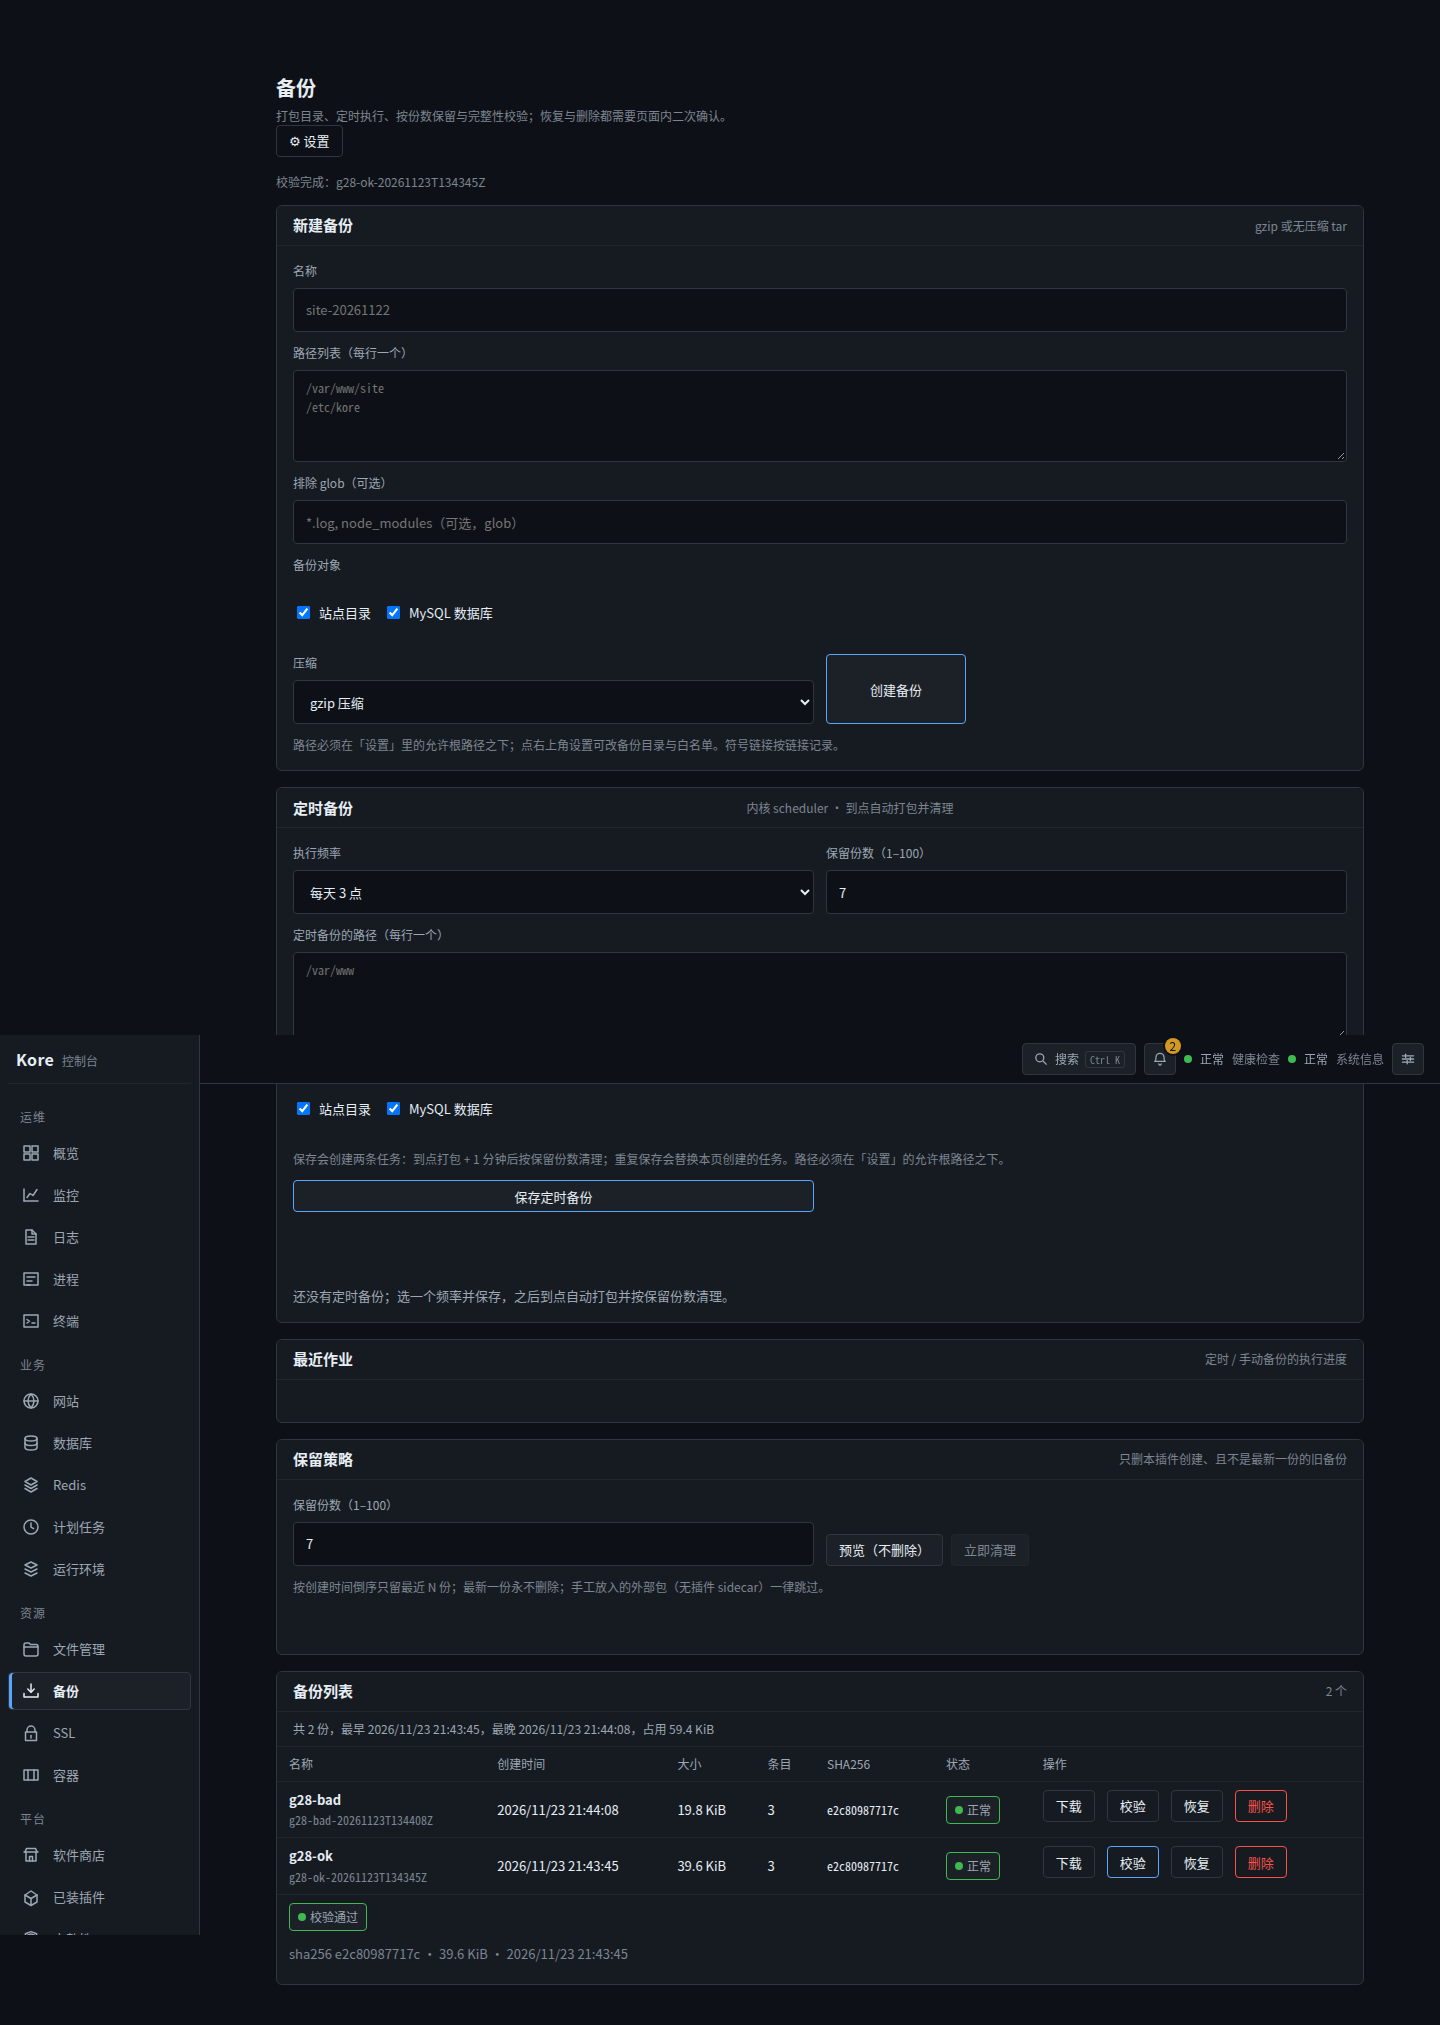 备份
打包目录、定时执行、按份数保留与完整性校验；恢复与删除都需要页面内二次确认。
⚙ 设置
校验完成：g28-ok-20261123T134345Z
新建备份
gzip 或无压缩 tar
名称
site-20261122
路径列表（每行一个）
/var/www/site
/etc/kore
排除 glob（可选）
*.log, node_modules（可选，glob）
备份对象
站点目录 MySQL 数据库
压缩
gzip 压缩
创建备份
路径必须在「设置」里的允许根路径之下；点右上角设置可改备份目录与白名单。符号链接按链接记录。
定时备份
内核 scheduler · 到点自动打包并清理
执行频率
每天 3 点
保留份数（1–100）
7
定时备份的路径（每行一个）
/var/www
Kore 控制台
搜索 Ctrl K
2
正常 健康检查
正常 系统信息
运维
概览
监控
日志
进程
终端
业务
网站
数据库
Redis
计划任务
运行环境
资源
文件管理
备份
SSL
容器
平台
软件商店
已装插件
站点目录 MySQL 数据库
保存会创建两条任务：到点打包 + 1 分钟后按保留份数清理；重复保存会替换本页创建的任务。路径必须在「设置」的允许根路径之下。
保存定时备份
还没有定时备份；选一个频率并保存，之后到点自动打包并按保留份数清理。
最近作业
定时 / 手动备份的执行进度
保留策略
只删本插件创建、且不是最新一份的旧备份
保留份数（1–100）
7
预览（不删除）
立即清理
按创建时间倒序只留最近 N 份；最新一份永不删除；手工放入的外部包（无插件 sidecar）一律跳过。
备份列表
2 个
共 2 份，最早 2026/11/23 21:43:45，最晚 2026/11/23 21:44:08，占用 59.4 KiB
名称 创建时间 大小 条目 SHA256 状态 操作
g28-bad
g28-bad-20261123T134408Z
2026/11/23 21:44:08 19.8 KiB 3 e2c80987717c 正常 下载 校验 恢复 删除
g28-ok
g28-ok-20261123T134345Z
2026/11/23 21:43:45 39.6 KiB 3 e2c80987717c 正常 下载 校验 恢复 删除
校验通过
sha256 e2c80987717c · 39.6 KiB · 2026/11/23 21:43:45